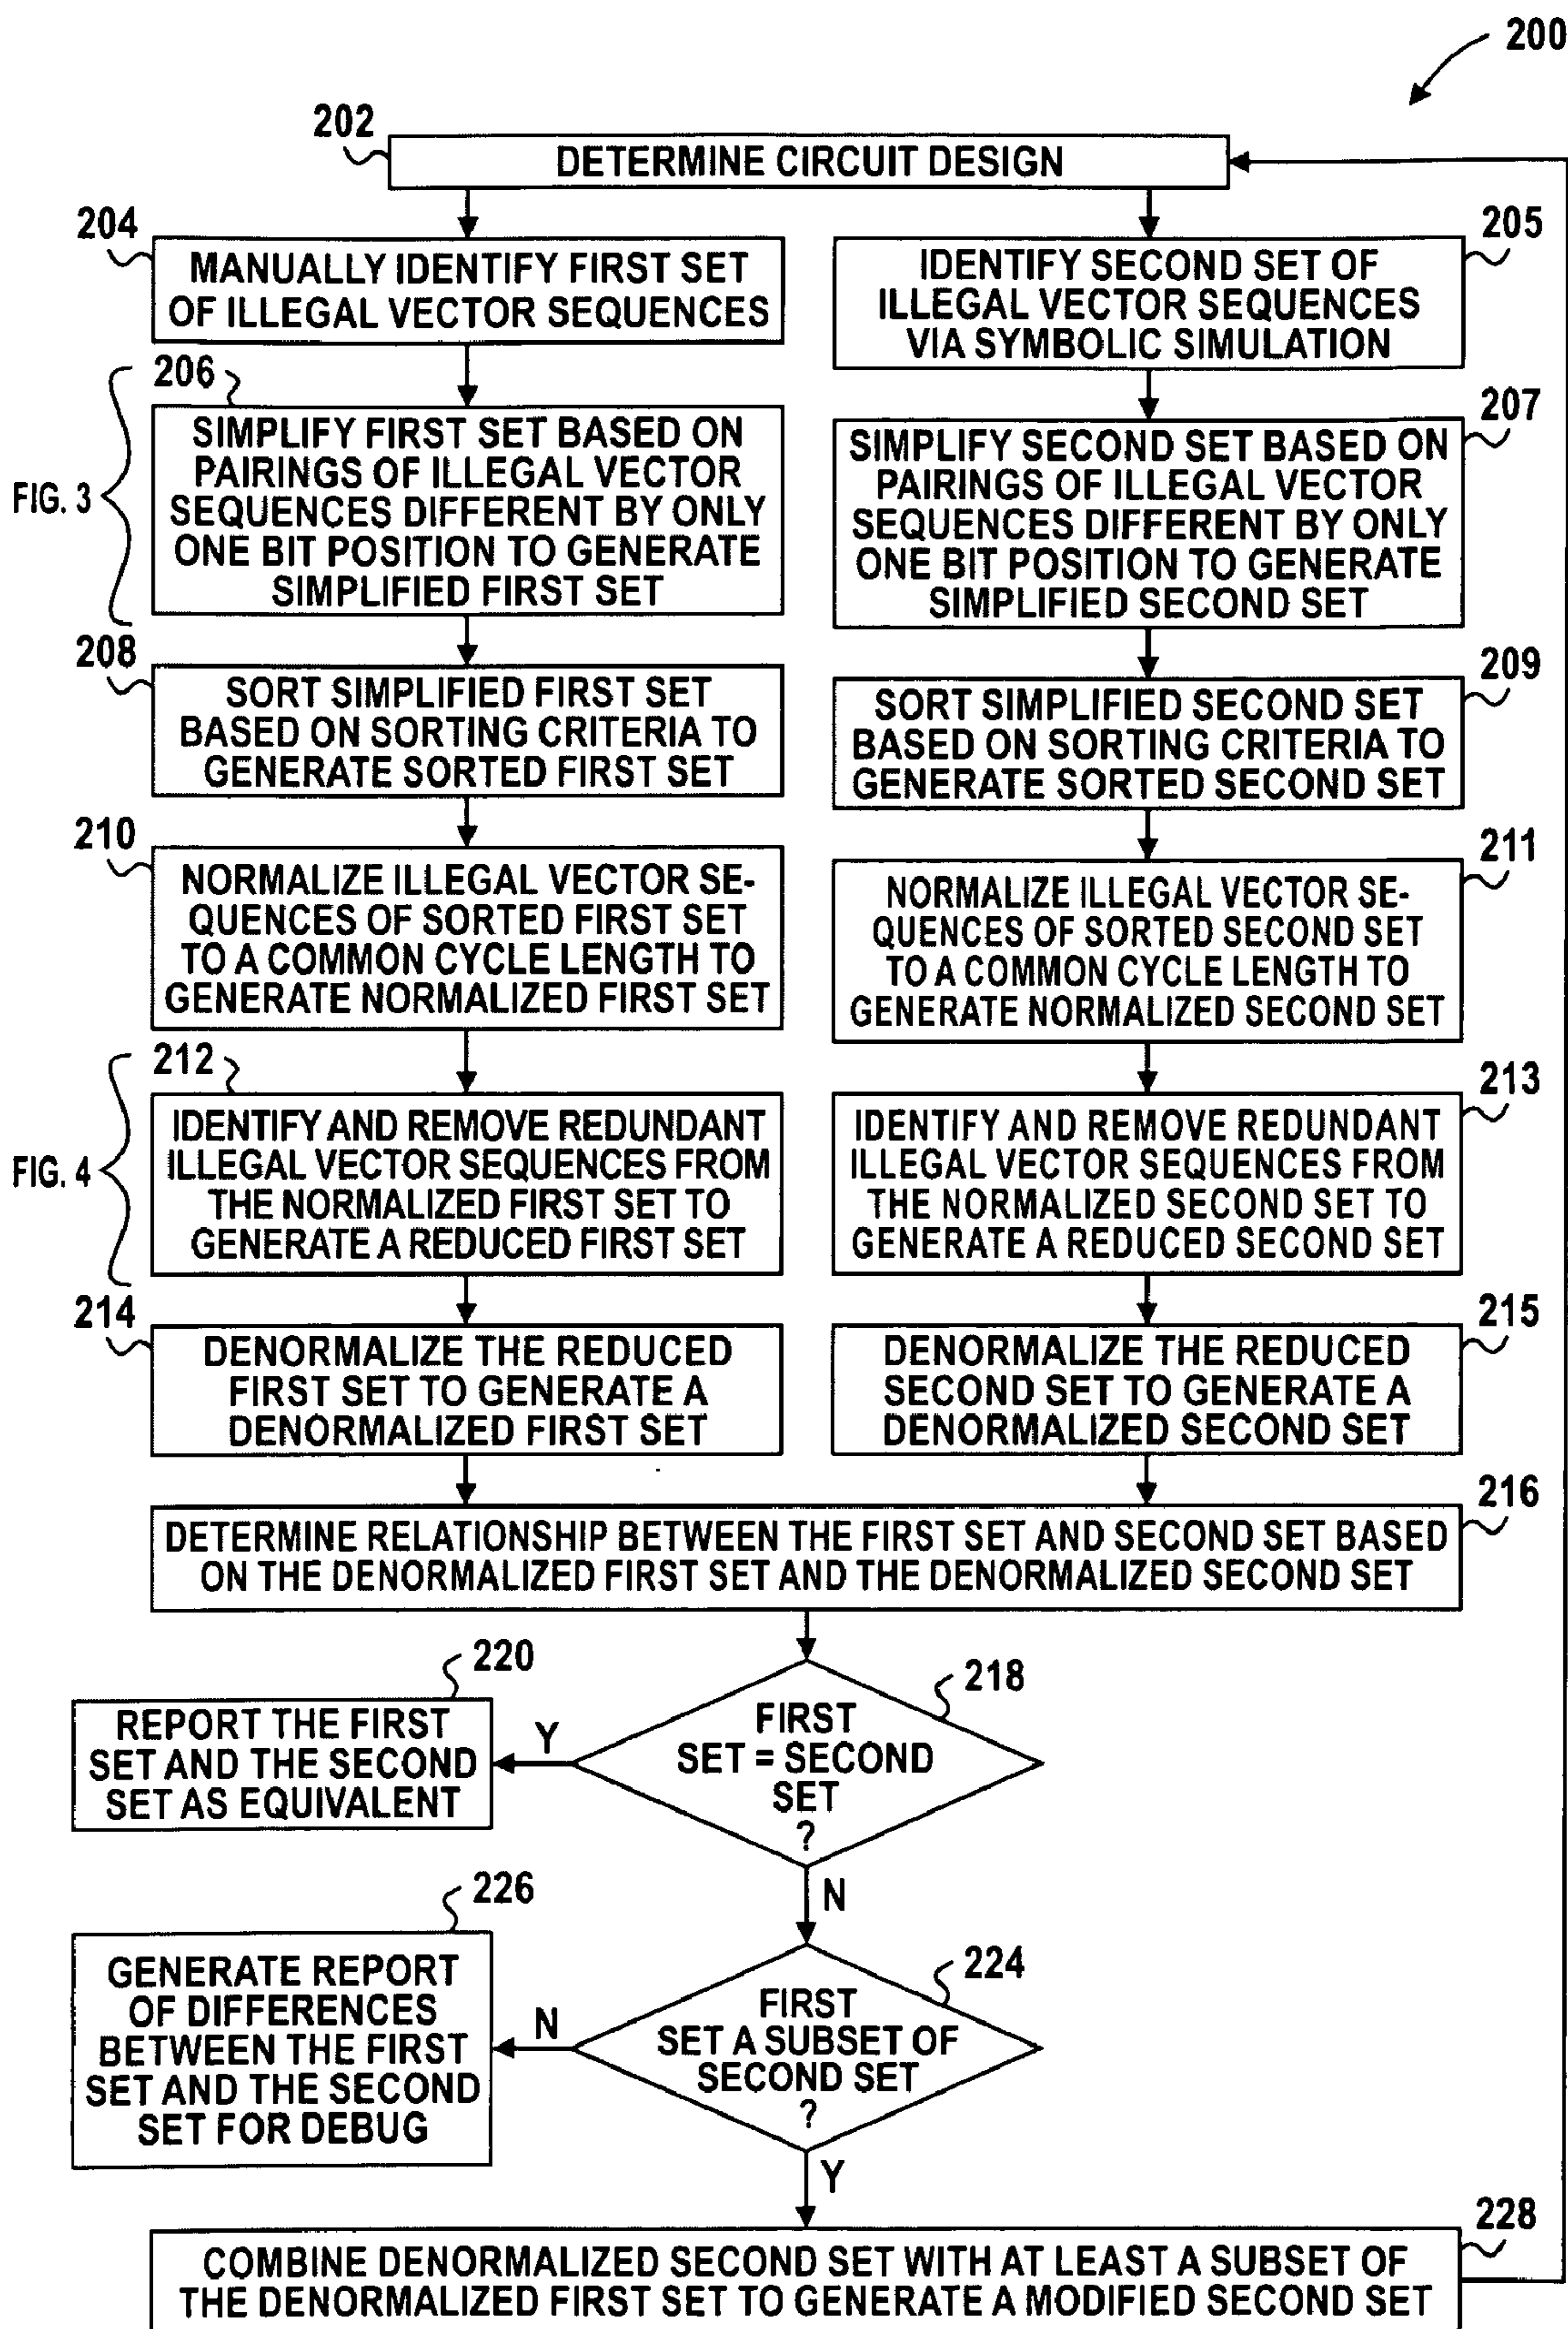 200
202
DETERMINE CIRCUIT DESIGN
204
MANUALLY IDENTIFY FIRST SET
OF ILLEGAL VECTOR SEQUENCES
205
IDENTIFY SECOND SET OF
ILLEGAL VECTOR SEQUENCES
VIA SYMBOLIC SIMULATION
FIG. 3
206
SIMPLIFY FIRST SET BASED ON
PAIRINGS OF ILLEGAL VECTOR
SEQUENCES DIFFERENT BY ONLY
ONE BIT POSITION TO GENERATE
SIMPLIFIED FIRST SET
207
SIMPLIFY SECOND SET BASED ON
PAIRINGS OF ILLEGAL VECTOR
SEQUENCES DIFFERENT BY ONLY
ONE BIT POSITION TO GENERATE
SIMPLIFIED SECOND SET
208
SORT SIMPLIFIED FIRST SET
BASED ON SORTING CRITERIA TO
GENERATE SORTED FIRST SET
209
SORT SIMPLIFIED SECOND SET
BASED ON SORTING CRITERIA TO
GENERATE SORTED SECOND SET
210
NORMALIZE ILLEGAL VECTOR SE-
QUENCES OF SORTED FIRST SET
TO A COMMON CYCLE LENGTH TO
GENERATE NORMALIZED FIRST SET
211
NORMALIZE ILLEGAL VECTOR SE-
QUENCES OF SORTED SECOND SET
TO A COMMON CYCLE LENGTH TO
GENERATE NORMALIZED SECOND SET
FIG. 4
212
IDENTIFY AND REMOVE REDUNDANT
ILLEGAL VECTOR SEQUENCES FROM
THE NORMALIZED FIRST SET TO
GENERATE A REDUCED FIRST SET
213
IDENTIFY AND REMOVE REDUNDANT
ILLEGAL VECTOR SEQUENCES FROM
THE NORMALIZED SECOND SET TO
GENERATE A REDUCED SECOND SET
214
DENORMALIZE THE REDUCED
FIRST SET TO GENERATE A
DENORMALIZED FIRST SET
215
DENORMALIZE THE REDUCED
SECOND SET TO GENERATE A
DENORMALIZED SECOND SET
216
DETERMINE RELATIONSHIP BETWEEN THE FIRST SET AND SECOND SET BASED
ON THE DENORMALIZED FIRST SET AND THE DENORMALIZED SECOND SET
218
FIRST
SET = SECOND
SET
?
Y
220
REPORT THE FIRST
SET AND THE SECOND
SET AS EQUIVALENT
N
224
FIRST
SET A SUBSET OF
SECOND SET
?
N
226
GENERATE REPORT
OF DIFFERENCES
BETWEEN THE FIRST
SET AND THE SECOND
SET FOR DEBUG
Y
228
COMBINE DENORMALIZED SECOND SET WITH AT LEAST A SUBSET OF
THE DENORMALIZED FIRST SET TO GENERATE A MODIFIED SECOND SET